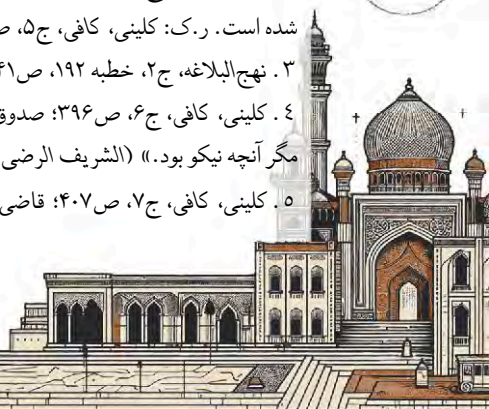 شده است. ر.ک: کلینی، کافی، ج۵، ص
۳ . نهج‌البلاغه، ج۲، خطبه ۱۹۲، ص۴۱
٤ . کلینی، کافی، ج۶، ص۳۹۶؛ صدوق
مگر آنچه نیکو بود.» (الشریف الرضی
٥ . کلینی، کافی، ج۷، ص۴۰۷؛ قاضی